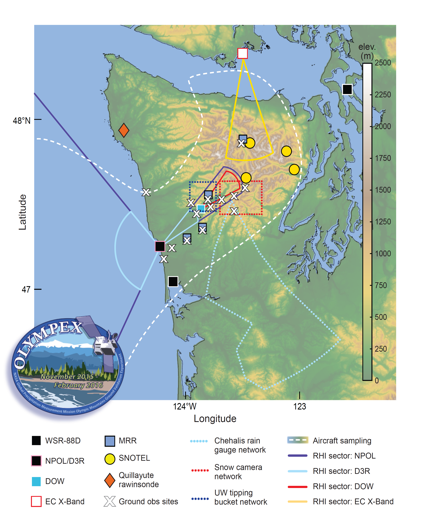 elev.
(m)
2500
2250
2000
1750
1500
1250
1000
750
500
250
0
48°N
47
Latitude
124°W
123
Longitude
OLYMPEX
November 2015
February 2016
WSR-88D
NPOL/D3R
DOW
EC X-Band
MRR
SNOTEL
Quillayute
rawinsonde
Ground obs sites
Chehalis rain
gauge network
Snow camera
network
UW tipping
bucket network
Aircraft sampling
RHI sector: NPOL
RHI sector: D3R
RHI sector: DOW
RHI sector: EC X-Band